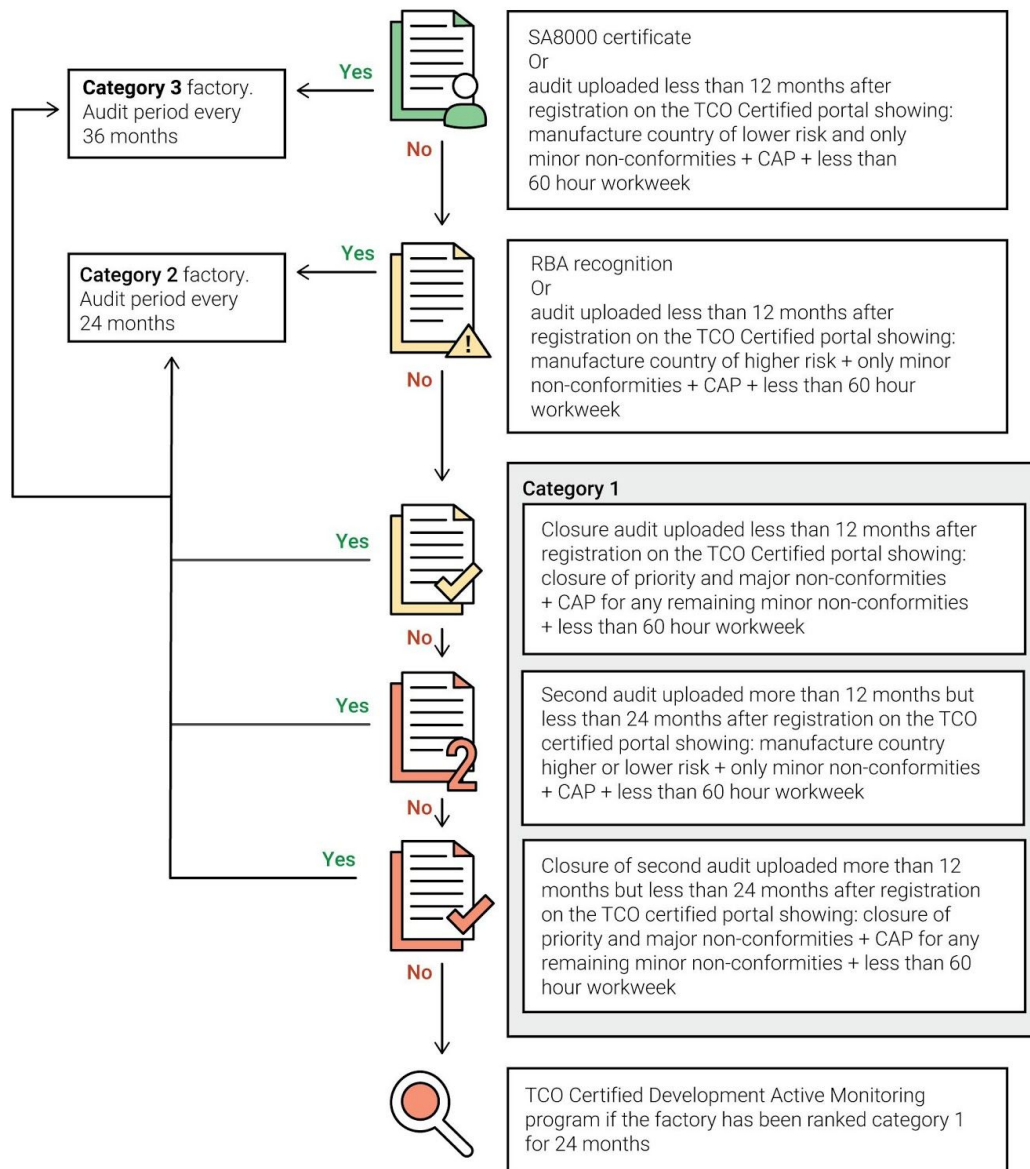 SA8000 certificate
Or
audit uploaded less than 12 months after
registration on the TCO Certified portal showing:
manufacture country of lower risk and only
minor non-conformities + CAP + less than
60 hour workweek
Yes
Category 3 factory.
Audit period every
36 months
No
RBA recognition
Or
audit uploaded less than 12 months after
registration on the TCO Certified portal showing:
manufacture country of higher risk + only minor
non-conformities + CAP + less than 60 hour
workweek
Yes
Category 2 factory.
Audit period every
24 months
!
No
Category 1
Closure audit uploaded less than 12 months after
registration on the TCO Certified portal showing:
closure of priority and major non-conformities
+ CAP for any remaining minor non-conformities
+ less than 60 hour workweek
Yes
No
Second audit uploaded more than 12 months but
less than 24 months after registration on the TCO
certified portal showing: manufacture country
higher or lower risk + only minor non-conformities
+ CAP + less than 60 hour workweek
Yes
2
No
Closure of second audit uploaded more than 12
months but less than 24 months after registration
on the TCO certified portal showing: closure of
priority and major non-conformities + CAP for any
remaining minor non-conformities + less than 60
hour workweek
Yes
No
TCO Certified Development Active Monitoring
program if the factory has been ranked category 1
for 24 months